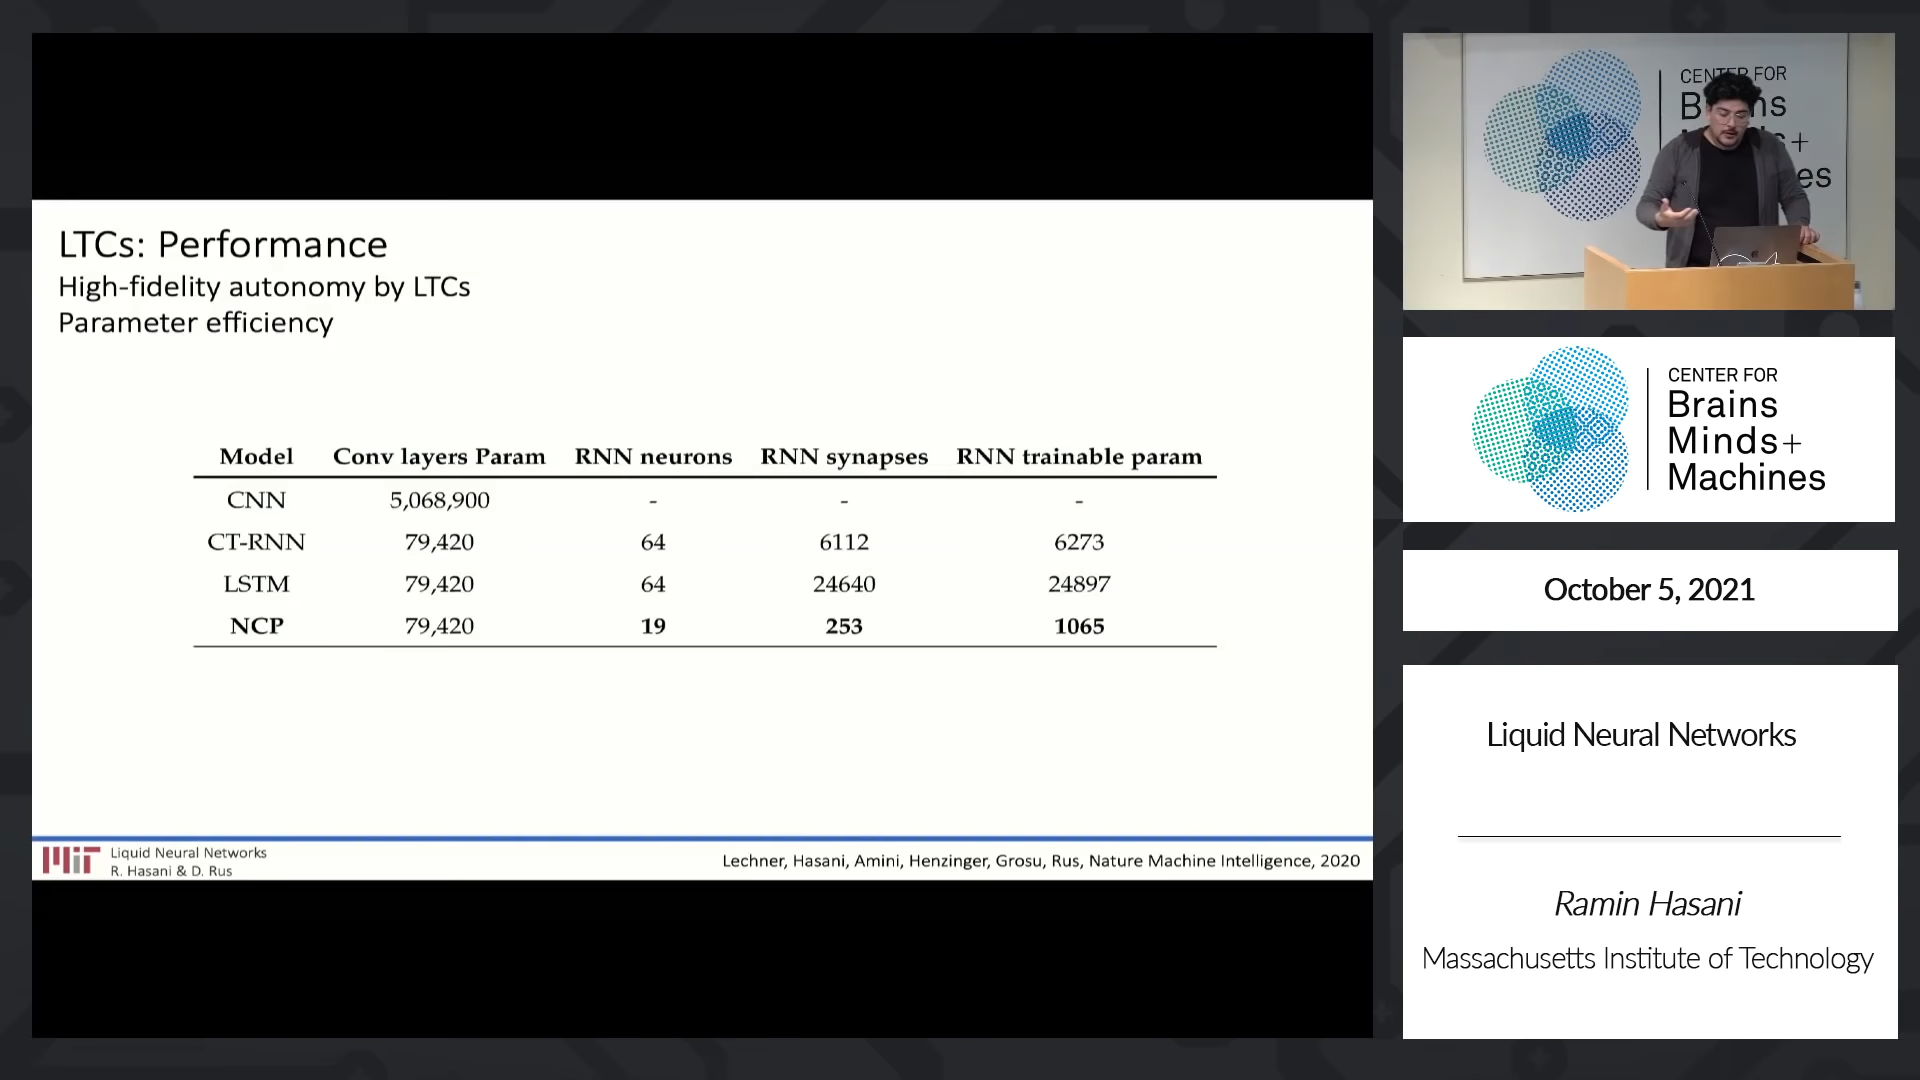 LTCs: Performance
High-fidelity autonomy by LTCs
Parameter efficiency
Model Conv layers Param RNN neurons RNN synapses RNN trainable param
CNN 5,068,900 - - -
CT-RNN 79,420 64 6112 6273
LSTM 79,420 64 24640 24897
NCP 79,420 19 253 1065
MIT
Liquid Neural Networks
R. Hasani & D. Rus
Lechner, Hasani, Amini, Henzinger, Grosu, Rus, Nature Machine Intelligence, 2020
CENTER FOR
CENTER FOR
Brains
Minds+
Machines
October 5, 2021
Liquid Neural Networks
Ramin Hasani
Massachusetts Institute of Technology